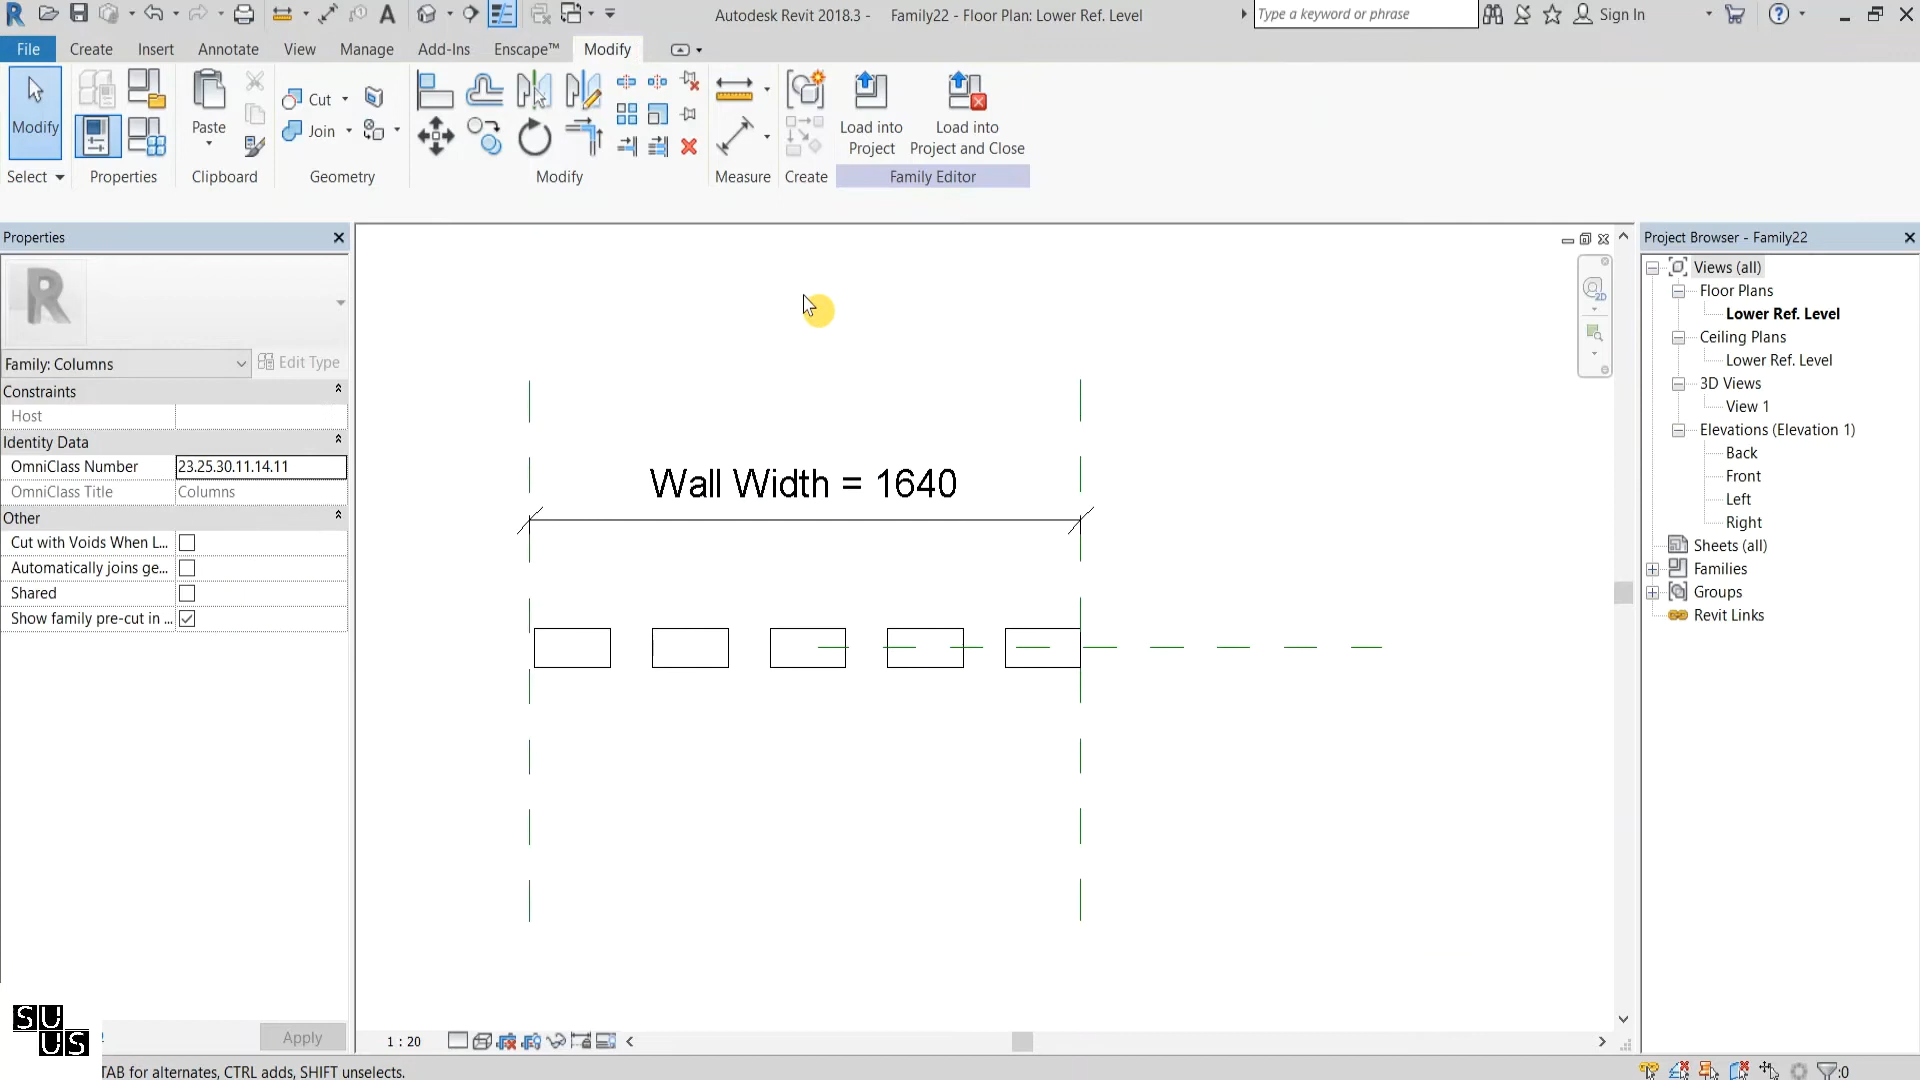 Autodesk Revit 2018.3 - Family22 - Floor Plan: Lower Ref. Level
Type a keyword or phrase
Sign In
File Create Insert Annotate View Manage Add-Ins Enscape™ Modify
Modify
Paste
Cut
Join
Load into Project
Load into Project and Close
Select Properties Clipboard Geometry Modify Measure Create Family Editor
Properties
R
Family: Columns
Edit Type
Constraints
Host
Identity Data
OmniClass Number 23.25.30.11.14.11
OmniClass Title Columns
Other
Cut with Voids When L...
Automatically joins ge...
Shared
Show family pre-cut in ...
Apply
SU
US
Wall Width = 1640
2D
1 : 20
Project Browser - Family22
Views (all)
Floor Plans
Lower Ref. Level
Ceiling Plans
Lower Ref. Level
3D Views
View 1
Elevations (Elevation 1)
Back
Front
Left
Right
Sheets (all)
Families
Groups
Revit Links
TAB for alternates, CTRL adds, SHIFT unselects.
:0